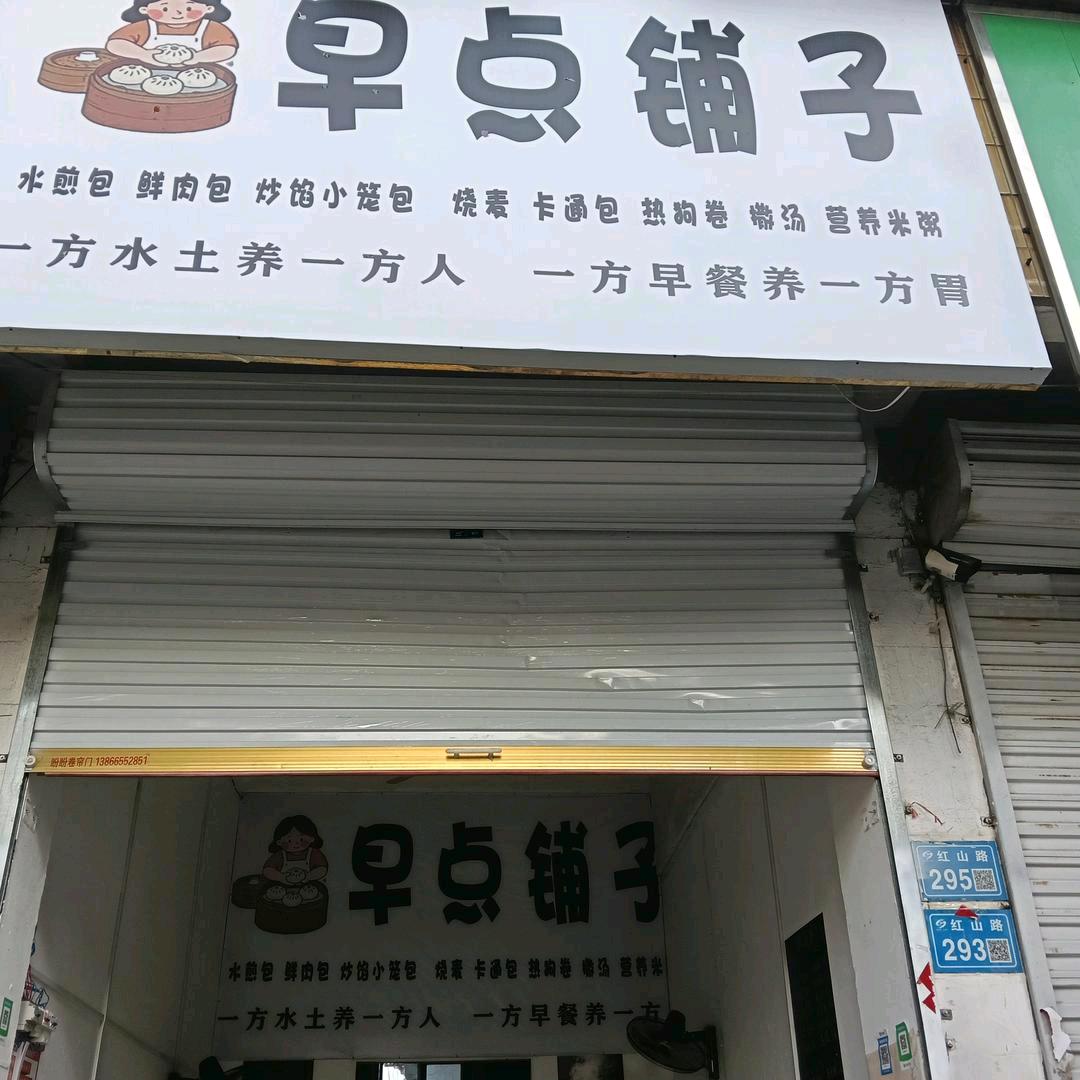 早点铺子
水煎包 鲜肉包 炒馅小笼包 烧麦 卡通包 热狗卷 撒汤 营养米粥
一方水土养一方人 一方早餐养一方胃
盼盼卷帘门 13866552851
早点铺子
水煎包 鲜肉包 炒馅小笼包 烧麦 卡通包 热狗卷 撒汤 营养米
一方水土养一方人 一方早餐养一方
红山路
295
红山路
293